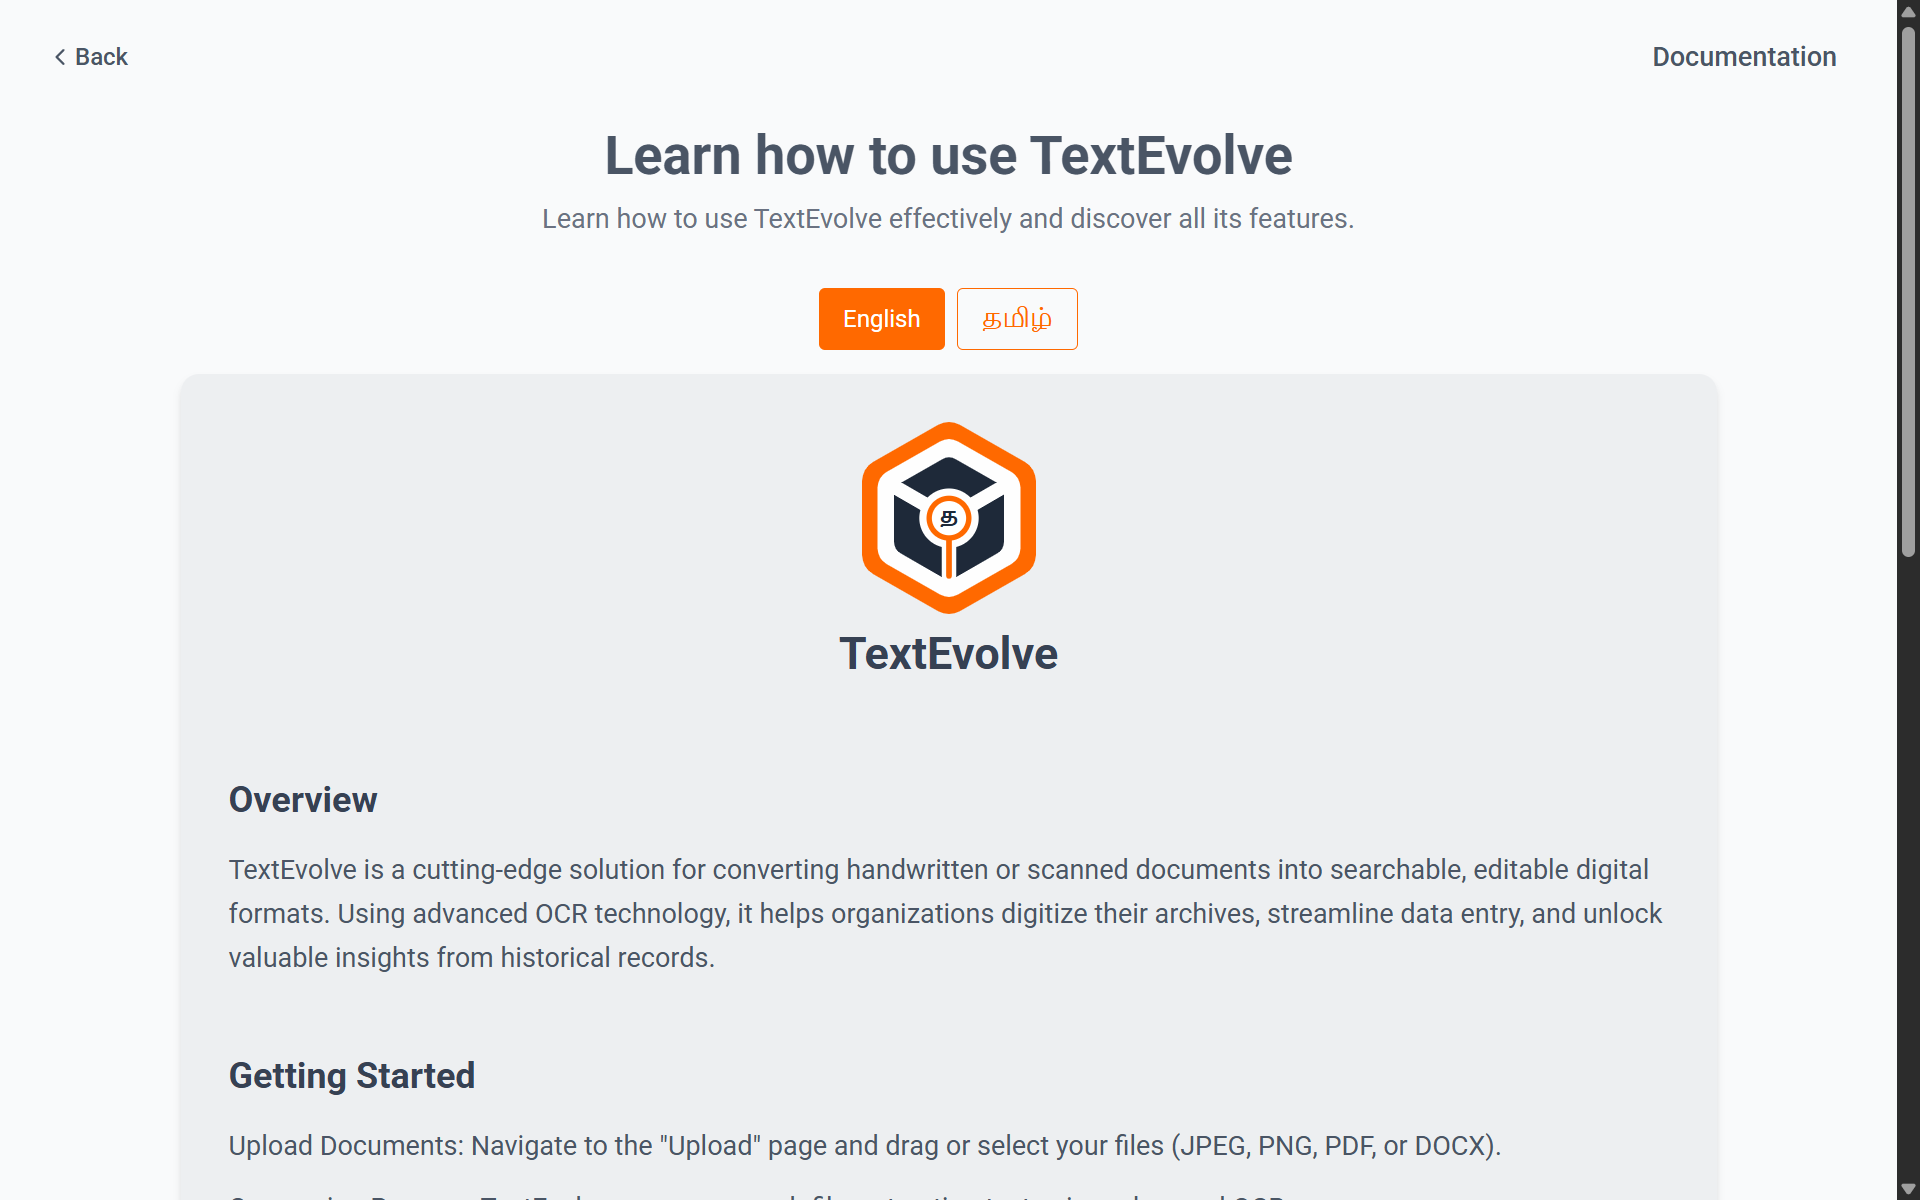 Back
Documentation
Learn how to use TextEvolve
Learn how to use TextEvolve effectively and discover all its features.
English
தமிழ்
த
TextEvolve
Overview
TextEvolve is a cutting-edge solution for converting handwritten or scanned documents into searchable, editable digital
formats. Using advanced OCR technology, it helps organizations digitize their archives, streamline data entry, and unlock
valuable insights from historical records.
Getting Started
Upload Documents: Navigate to the "Upload" page and drag or select your files (JPEG, PNG, PDF, or DOCX).